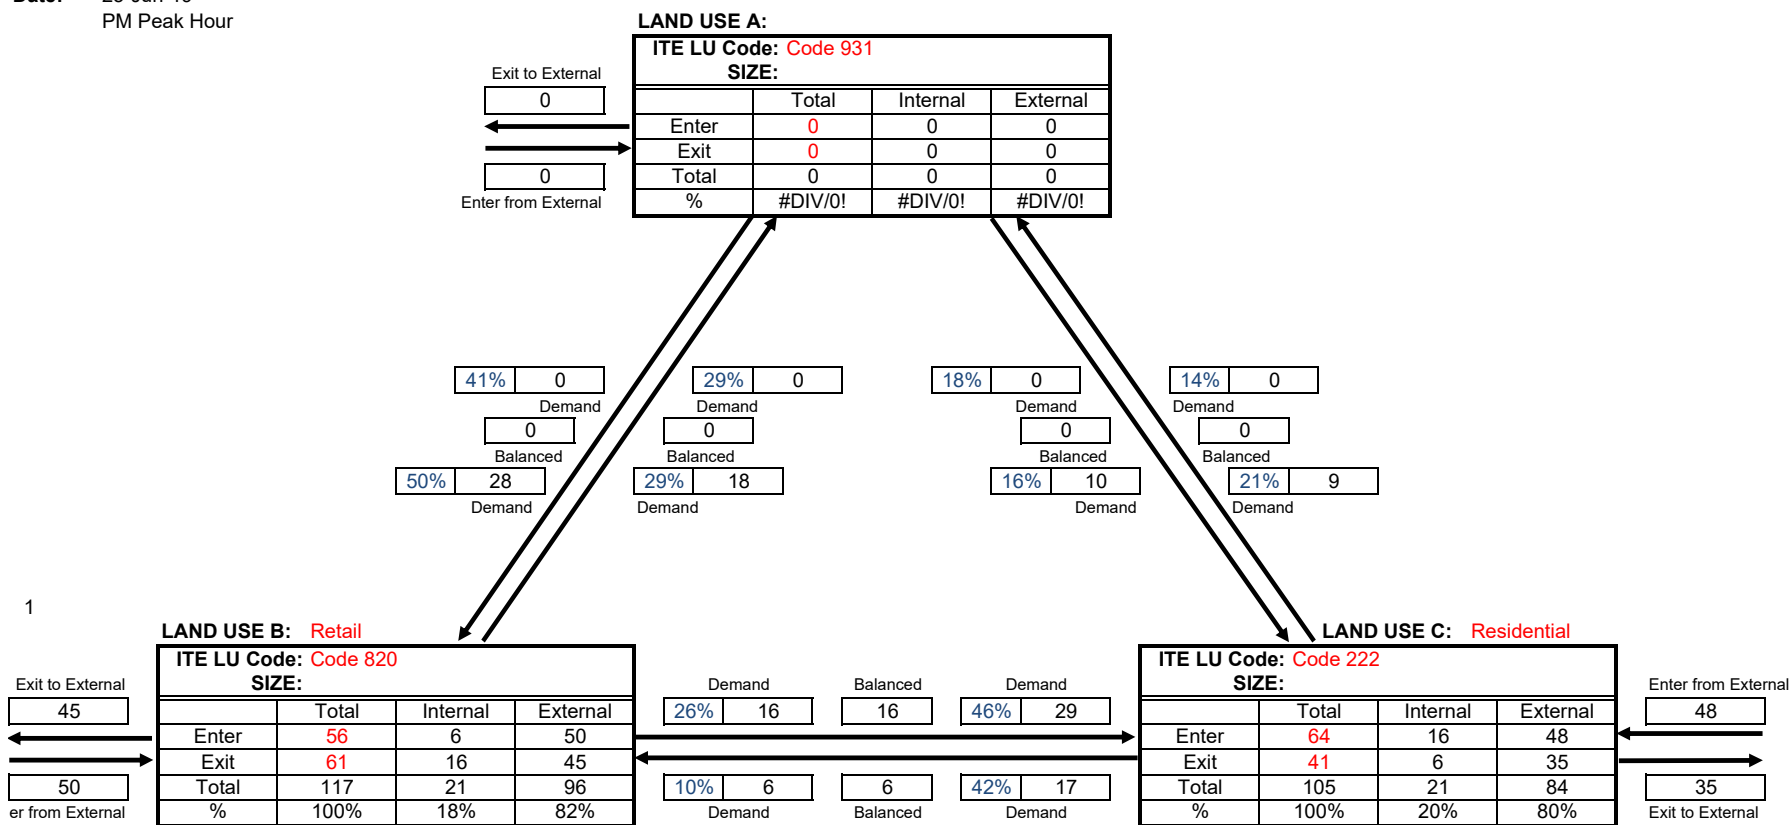 PM Peak Hour
LAND USE A:
ITE LU Code: Code 931
SIZE:
Exit to External
0
Total Internal External
Enter 0 0 0
Exit 0 0 0
Total 0 0 0
% #DIV/0! #DIV/0! #DIV/0!
0
Enter from External
41% 0 29% 0 18% 0 14% 0
Demand Demand Demand Demand
0 0 0 0
Balanced Balanced Balanced Balanced
50% 28 29% 18 16% 10 21% 9
Demand Demand Demand Demand
1
LAND USE B: Retail
ITE LU Code: Code 820
SIZE:
Exit to External
45
Total Internal External
Enter 56 6 50
Exit 61 16 45
Total 117 21 96
% 100% 18% 82%
50
er from External
Demand Balanced Demand
26% 16 16 46% 29
10% 6 6 42% 17
Demand Balanced Demand
LAND USE C: Residential
ITE LU Code: Code 222
SIZE:
Total Internal External
Enter 64 16 48
Exit 41 6 35
Total 105 21 84
% 100% 20% 80%
Enter from External
48
35
Exit to External